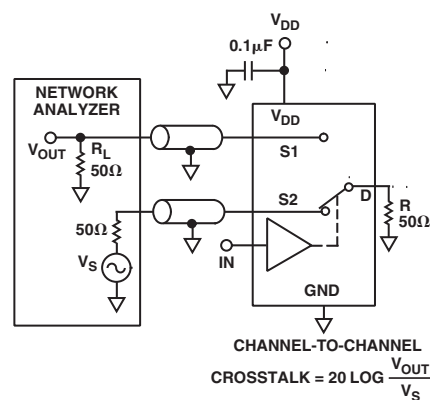 V_DD
0.1µF
NETWORK
ANALYZER
V_DD
V_OUT
R_L
50Ω
S1
50Ω
S2
D
R
50Ω
V_S
IN
GND
CHANNEL-TO-CHANNEL
CROSSTALK = 20 LOG V_OUT / V_S